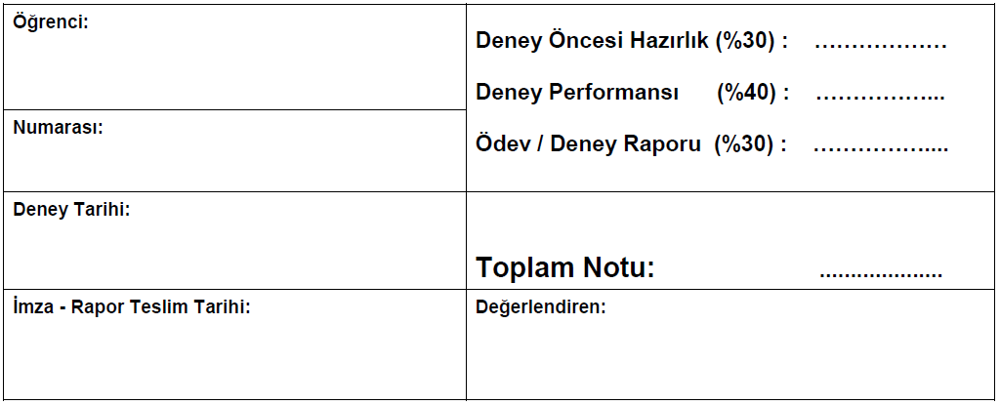 Öğrenci:
Deney Öncesi Hazırlık (%30) : ………………
Deney Performansı (%40) : ……………...
Numarası:
Ödev / Deney Raporu (%30) : ……………....
Deney Tarihi:
Toplam Notu: ....................
İmza - Rapor Teslim Tarihi:
Değerlendiren: